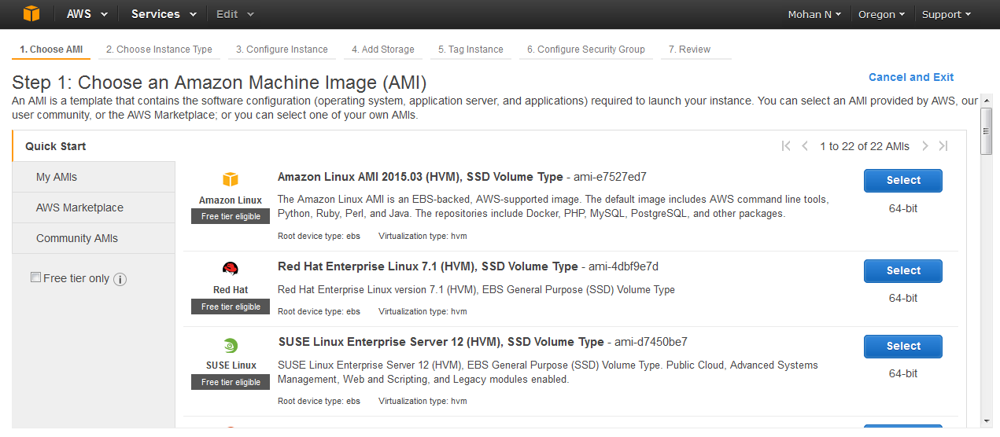 AWS Services Edit Mohan N Oregon Support
1. Choose AMI 2. Choose Instance Type 3. Configure Instance 4. Add Storage 5. Tag Instance 6. Configure Security Group 7. Review
Step 1: Choose an Amazon Machine Image (AMI)
Cancel and Exit
An AMI is a template that contains the software configuration (operating system, application server, and applications) required to launch your instance. You can select an AMI provided by AWS, our
user community, or the AWS Marketplace; or you can select one of your own AMIs.
Quick Start
My AMIs
AWS Marketplace
Community AMIs
Free tier only
1 to 22 of 22 AMIs
Amazon Linux
Free tier eligible
Amazon Linux AMI 2015.03 (HVM), SSD Volume Type - ami-e7527ed7
The Amazon Linux AMI is an EBS-backed, AWS-supported image. The default image includes AWS command line tools,
Python, Ruby, Perl, and Java. The repositories include Docker, PHP, MySQL, PostgreSQL, and other packages.
Root device type: ebs Virtualization type: hvm
Select
64-bit
Red Hat
Free tier eligible
Red Hat Enterprise Linux 7.1 (HVM), SSD Volume Type - ami-4dbf9e7d
Red Hat Enterprise Linux version 7.1 (HVM), EBS General Purpose (SSD) Volume Type
Root device type: ebs Virtualization type: hvm
Select
64-bit
SUSE Linux
Free tier eligible
SUSE Linux Enterprise Server 12 (HVM), SSD Volume Type - ami-d7450be7
SUSE Linux Enterprise Server 12 (HVM), EBS General Purpose (SSD) Volume Type. Public Cloud, Advanced Systems
Management, Web and Scripting, and Legacy modules enabled.
Root device type: ebs Virtualization type: hvm
Select
64-bit